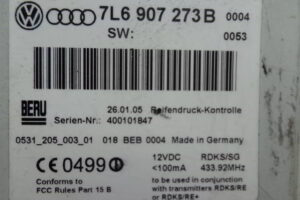 7L6 907 273B 0004
SW: 0053
BERU
26.01.05 Reifendruck-Kontrolle
Serien-Nr.: 400101847
0531_205_003_01 018 BEB 0004 Made in Germany
CE 0499
12VDC RDKS/SG
<100mA 433.92MHz
Conforms to
FCC Rules Part 15 B
to be used in conjunction
with transmitters RDKS/RE
or RDKS/RE+